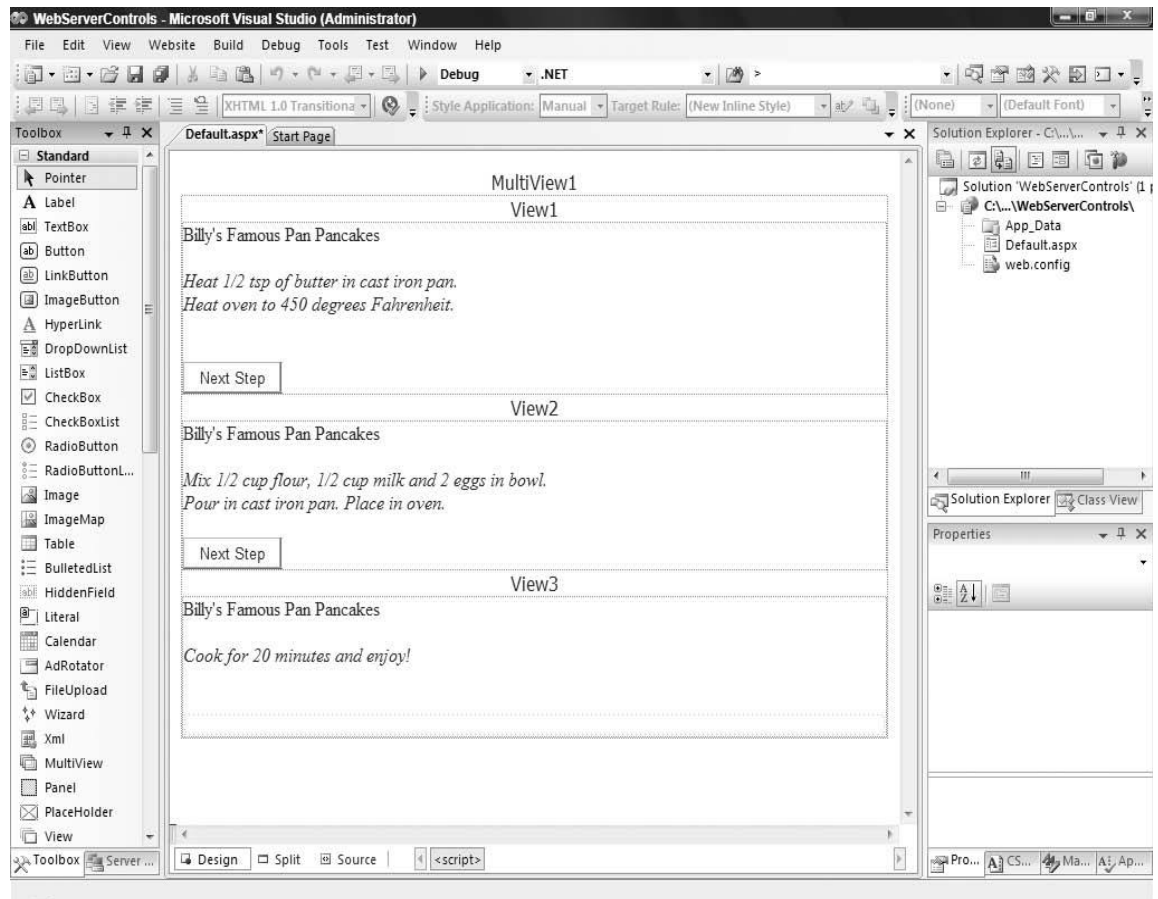 WebServerControls - Microsoft Visual Studio (Administrator)
File Edit View Website Build Debug Tools Test Window Help
Debug .NET >
XHTML 1.0 Transitiona Style Application: Manual Target Rule: (New Inline Style) (None) (Default Font)
Toolbox
Standard
Pointer
A Label
abl TextBox
ab Button
ab LinkButton
ImageButton
A HyperLink
DropDownList
ListBox
CheckBox
CheckBoxList
RadioButton
RadioButtonL...
Image
ImageMap
Table
BulletedList
abl HiddenField
Literal
Calendar
AdRotator
FileUpload
Wizard
Xml
MultiView
Panel
PlaceHolder
View
Toolbox Server ...
Default.aspx* Start Page
MultiView1
View1
Billy's Famous Pan Pancakes
Heat 1/2 tsp of butter in cast iron pan.
Heat oven to 450 degrees Fahrenheit.
Next Step
View2
Billy's Famous Pan Pancakes
Mix 1/2 cup flour, 1/2 cup milk and 2 eggs in bowl.
Pour in cast iron pan. Place in oven.
Next Step
View3
Billy's Famous Pan Pancakes
Cook for 20 minutes and enjoy!
Design Split Source <script>
Solution Explorer - C:\...\...
Solution 'WebServerControls' (1 p
C:\...\WebServerControls\
App_Data
Default.aspx
web.config
Solution Explorer Class View
Properties
Pro... CS... Ma... Ap...